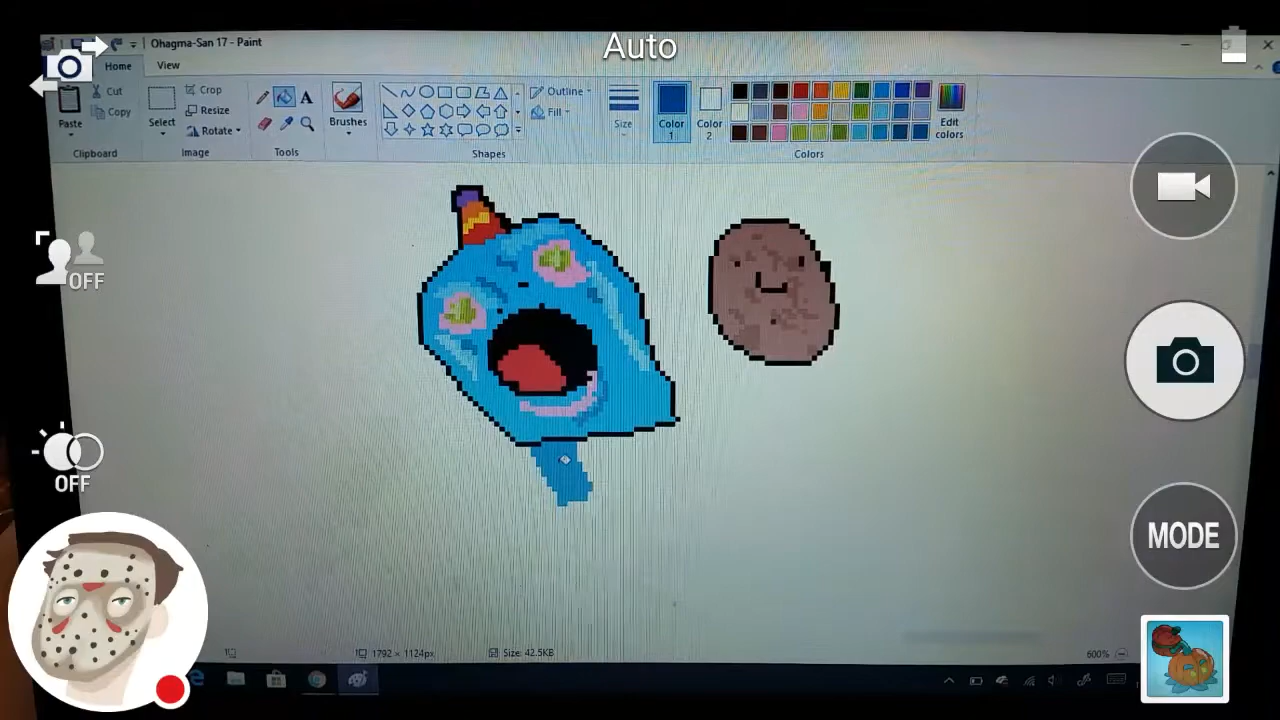 Auto
Ohagma-San 17 - Paint
Home View
Cut
Copy
Paste
Clipboard
Select
Crop
Resize
Rotate
Image
A
Tools
Brushes
Outline
Fill
Shapes
Size
Color 1
Color 2
Edit colors
Colors
OFF
OFF
MODE
1792 × 1124px
Size: 42.5KB
600%